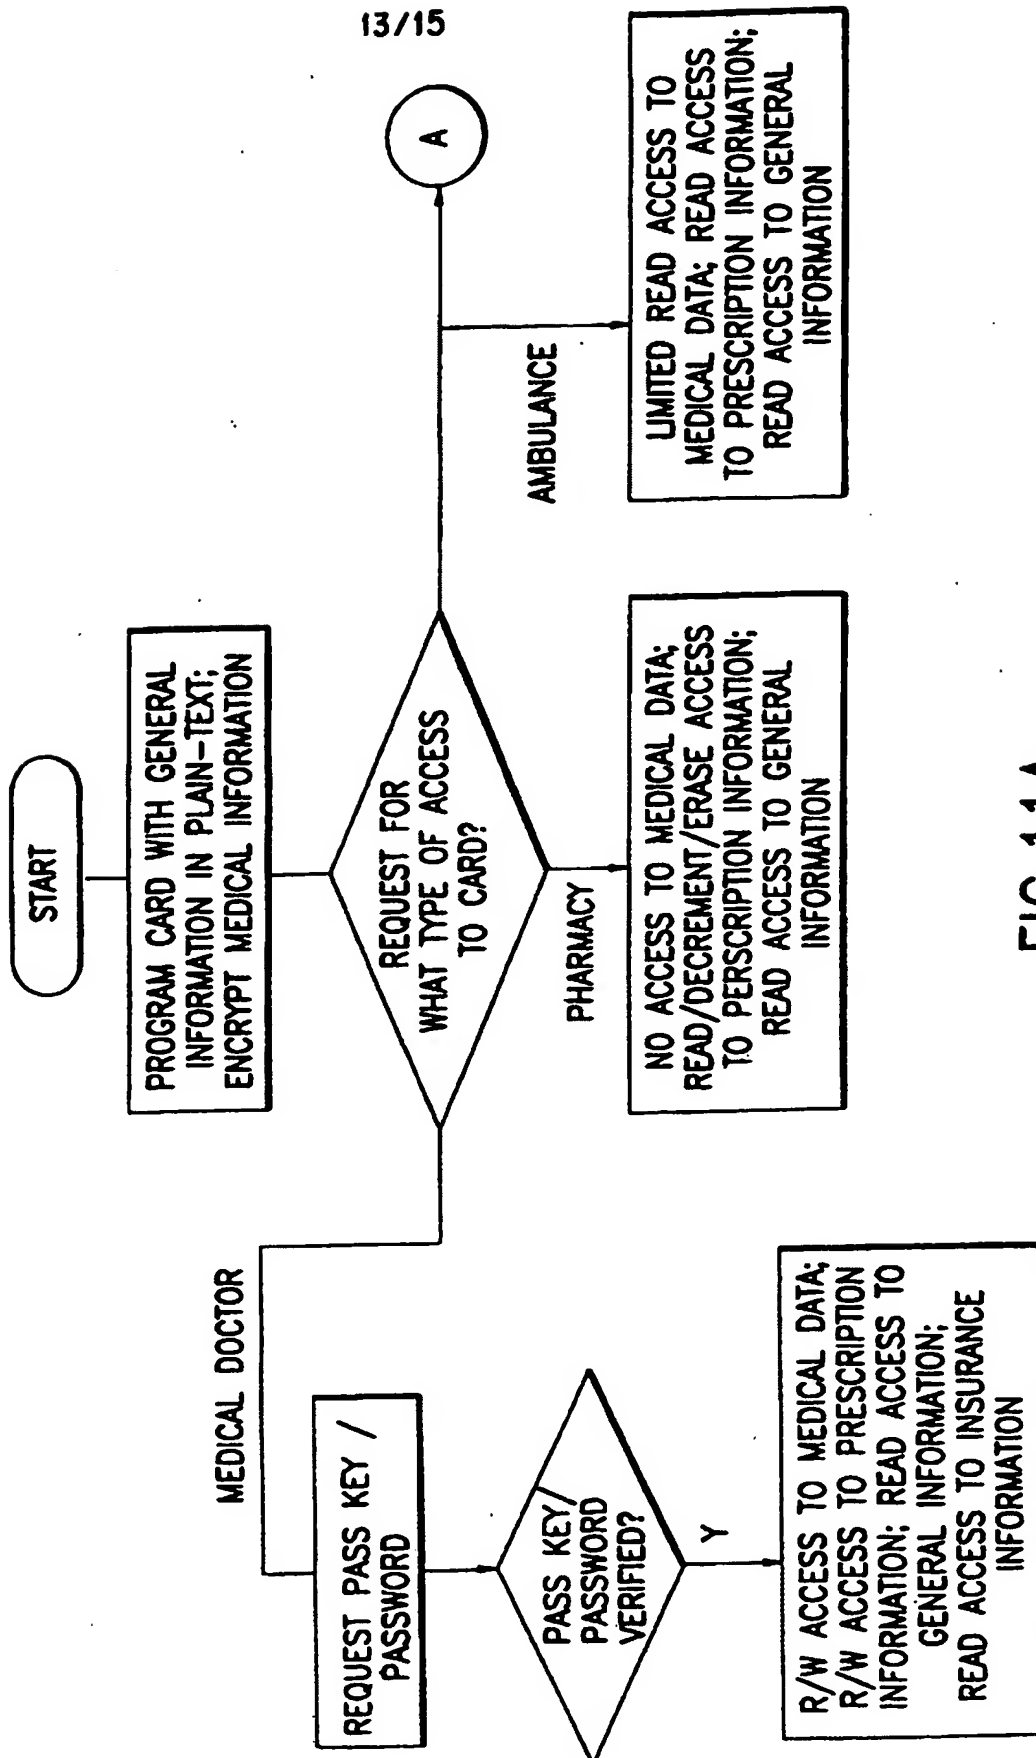 13/15
START
PROGRAM CARD WITH GENERAL
INFORMATION IN PLAIN-TEXT;
ENCRYPT MEDICAL INFORMATION
REQUEST FOR
WHAT TYPE OF ACCESS
TO CARD?
A
MEDICAL DOCTOR
REQUEST PASS KEY /
PASSWORD
PASS KEY/
PASSWORD
VERIFIED?
Y
R/W ACCESS TO MEDICAL DATA;
R/W ACCESS TO PRESCRIPTION
INFORMATION; READ ACCESS TO
GENERAL INFORMATION;
READ ACCESS TO INSURANCE
INFORMATION
PHARMACY
NO ACCESS TO MEDICAL DATA;
READ/DECREMENT/ERASE ACCESS
TO PERSCRIPTION INFORMATION;
READ ACCESS TO GENERAL
INFORMATION
AMBULANCE
LIMITED READ ACCESS TO
MEDICAL DATA; READ ACCESS
TO PRESCRIPTION INFORMATION;
READ ACCESS TO GENERAL
INFORMATION
FIG.11A